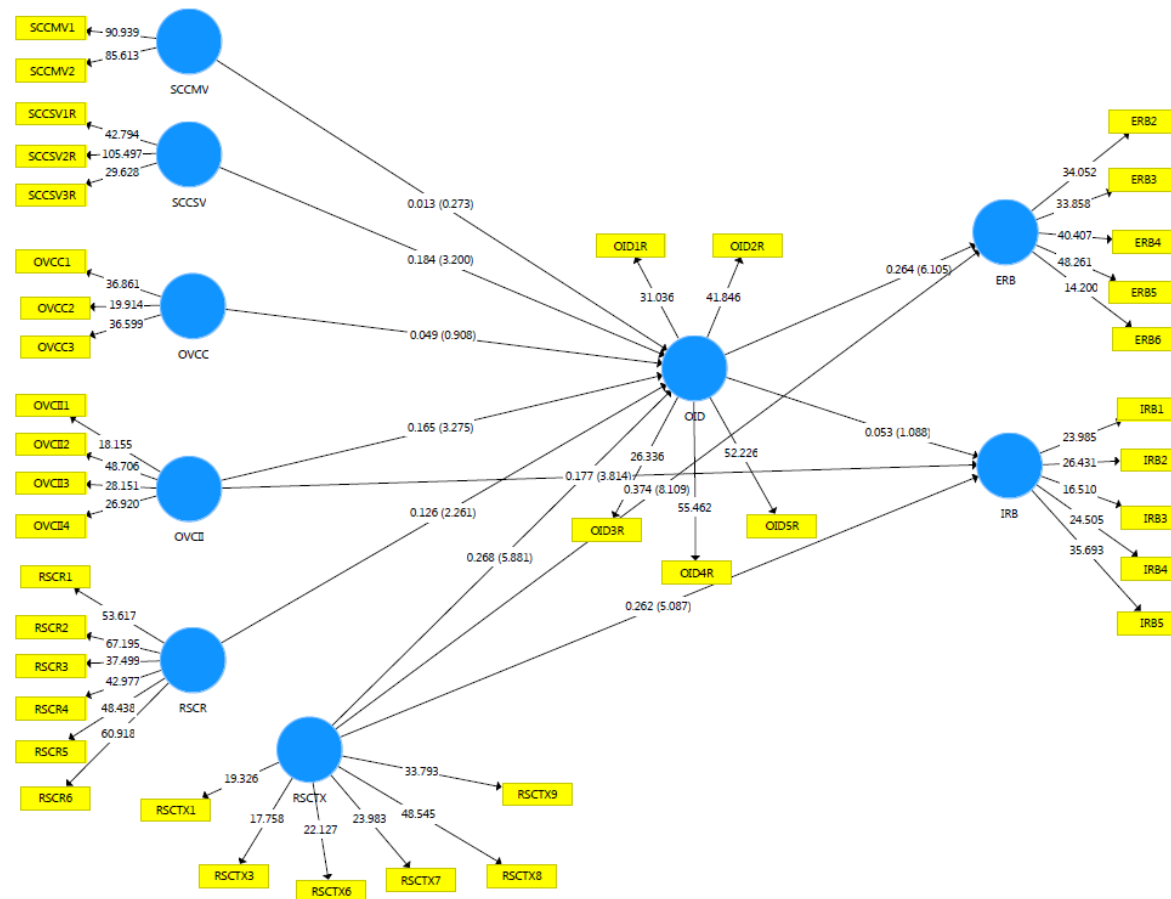 SCCMV1
90.939
85.613
SCCMV2
SCCMV
SCCSV1R
42.794
SCCSV2R
105.497
29.628
SCCSV3R
SCCSV
0.013 (0.273)
0.184 (3.200)
OVCC1
36.861
OVCC2
19.914
36.599
OVCC3
OVCC
0.049 (0.908)
OVCII1
18.155
OVCII2
48.706
OVCII3
28.151
26.920
OVCII4
OVCII
0.165 (3.275)
0.177 (3.814)
RSCR1
53.617
RSCR2
67.195
RSCR3
37.499
42.977
RSCR4
48.438
RSCR5
60.918
RSCR6
RSCR
0.126 (2.261)
0.268 (5.881)
0.374 (8.109)
0.262 (5.087)
RSCTX
19.326
RSCTX1
17.758
RSCTX3
22.127
RSCTX6
23.983
RSCTX7
48.545
RSCTX8
33.793
RSCTX9
OID1R
OID2R
31.036
41.846
OID
26.336
55.462
52.226
OID3R
OID4R
OID5R
0.264 (6.105)
0.053 (1.088)
ERB2
34.052
ERB3
33.858
40.407
ERB4
48.261
ERB5
14.200
ERB6
ERB
IRB1
23.985
26.431
IRB2
16.510
IRB3
24.505
IRB4
35.693
IRB5
IRB